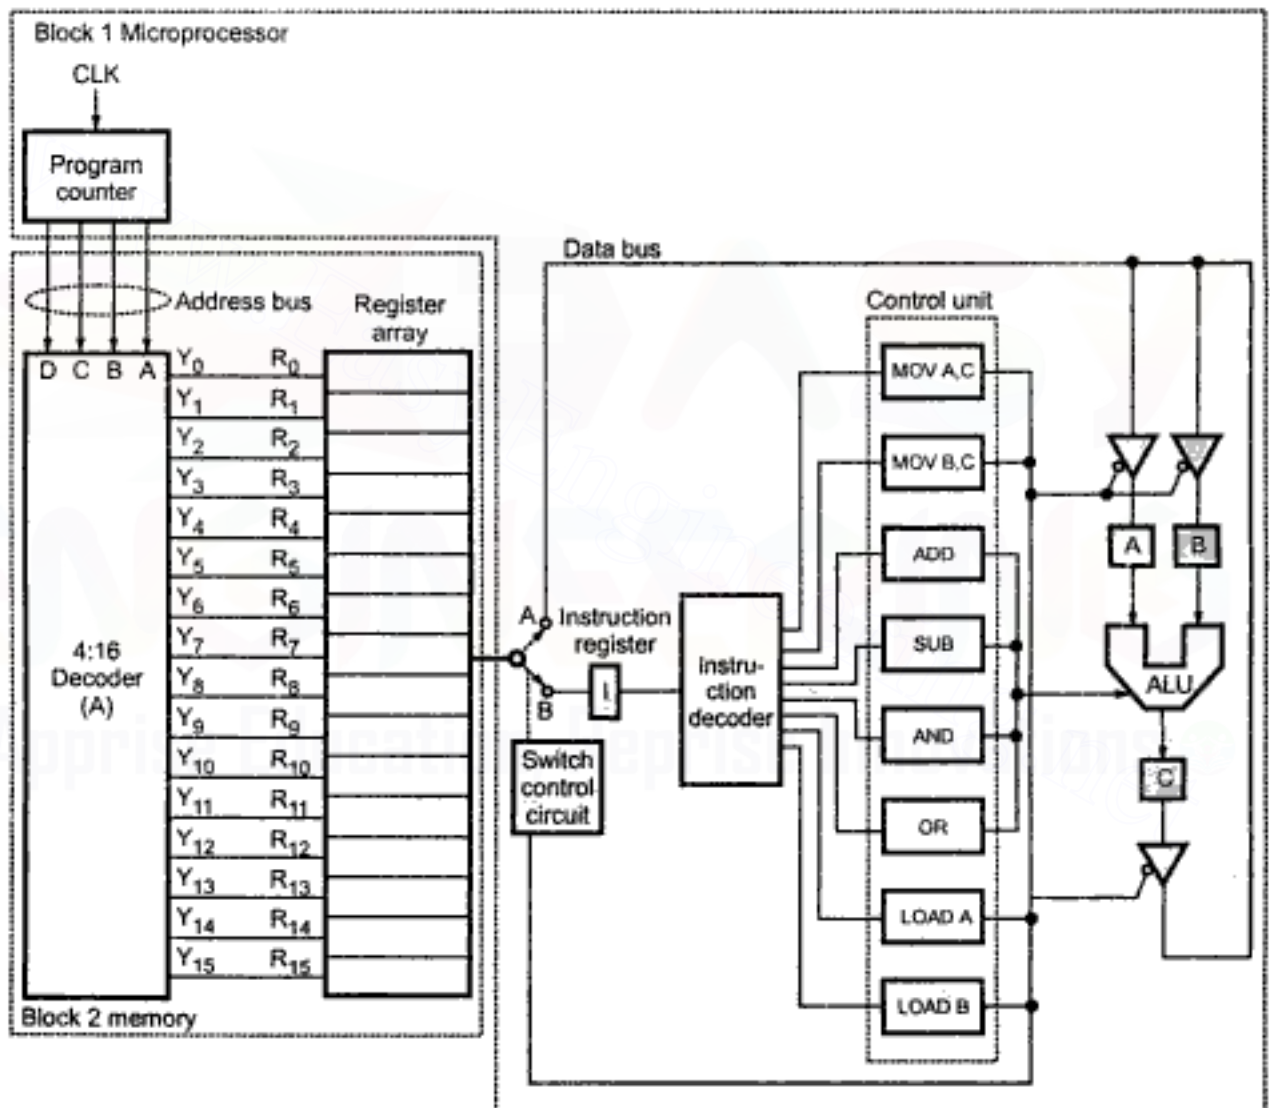 Block 1 Microprocessor
CLK
Program
counter
Data bus
Address bus
Register
array
Control unit
D C B A
Y0 R0
Y1 R1
Y2 R2
Y3 R3
Y4 R4
Y5 R5
Y6 R6
Y7 R7
Y8 R8
Y9 R9
Y10 R10
Y11 R11
Y12 R12
Y13 R13
Y14 R14
Y15 R15
4:16
Decoder
(A)
Block 2 memory
A
Instruction
register
I
B
Switch
control
circuit
Instru-
ction
decoder
MOV A,C
MOV B,C
ADD
SUB
AND
OR
LOAD A
LOAD B
A
B
ALU
C